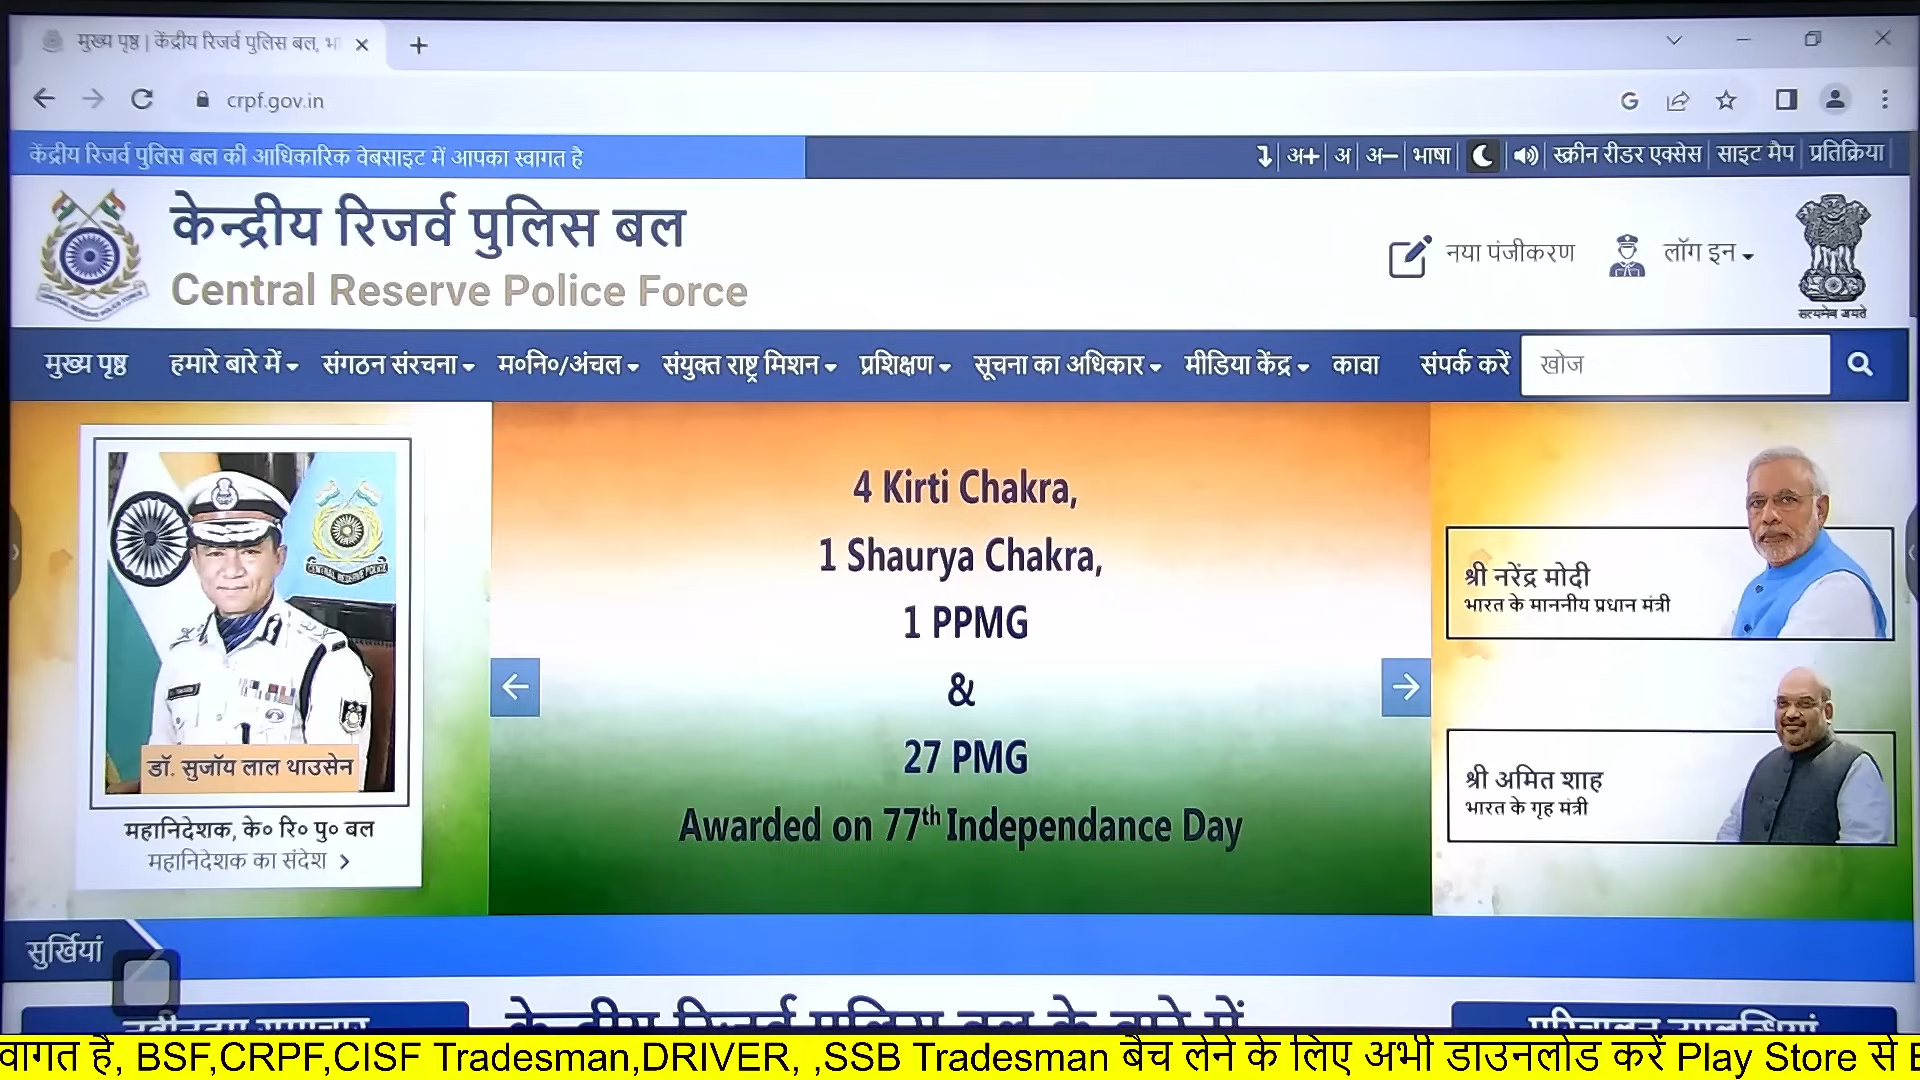 मुख्य पृष्ठ | केंद्रीय रिजर्व पुलिस बल, भा
crpf.gov.in
केंद्रीय रिजर्व पुलिस बल की आधिकारिक वेबसाइट में आपका स्वागत है
अ+ | अ | अ− | भाषा | स्क्रीन रीडर एक्सेस | साइट मैप | प्रतिक्रिया
केन्द्रीय रिजर्व पुलिस बल
Central Reserve Police Force
नया पंजीकरण
लॉग इन
सत्यमेव जयते
मुख्य पृष्ठ हमारे बारे में संगठन संरचना म०नि०/अंचल संयुक्त राष्ट्र मिशन प्रशिक्षण सूचना का अधिकार मीडिया केंद्र कावा संपर्क करें खोज
4 Kirti Chakra,
1 Shaurya Chakra,
1 PPMG
&
27 PMG
Awarded on 77th Independance Day
डॉ. सुजॉय लाल थाउसेन
महानिदेशक, के० रि० पु० बल
महानिदेशक का संदेश
श्री नरेंद्र मोदी
भारत के माननीय प्रधान मंत्री
श्री अमित शाह
भारत के गृह मंत्री
सुर्खियां
केन्द्रीय रिजर्व पुलिस बल के बारे में
वागत है, BSF,CRPF,CISF Tradesman,DRIVER, ,SSB Tradesman बैच लेने के लिए अभी डाउनलोड करें Play Store से E